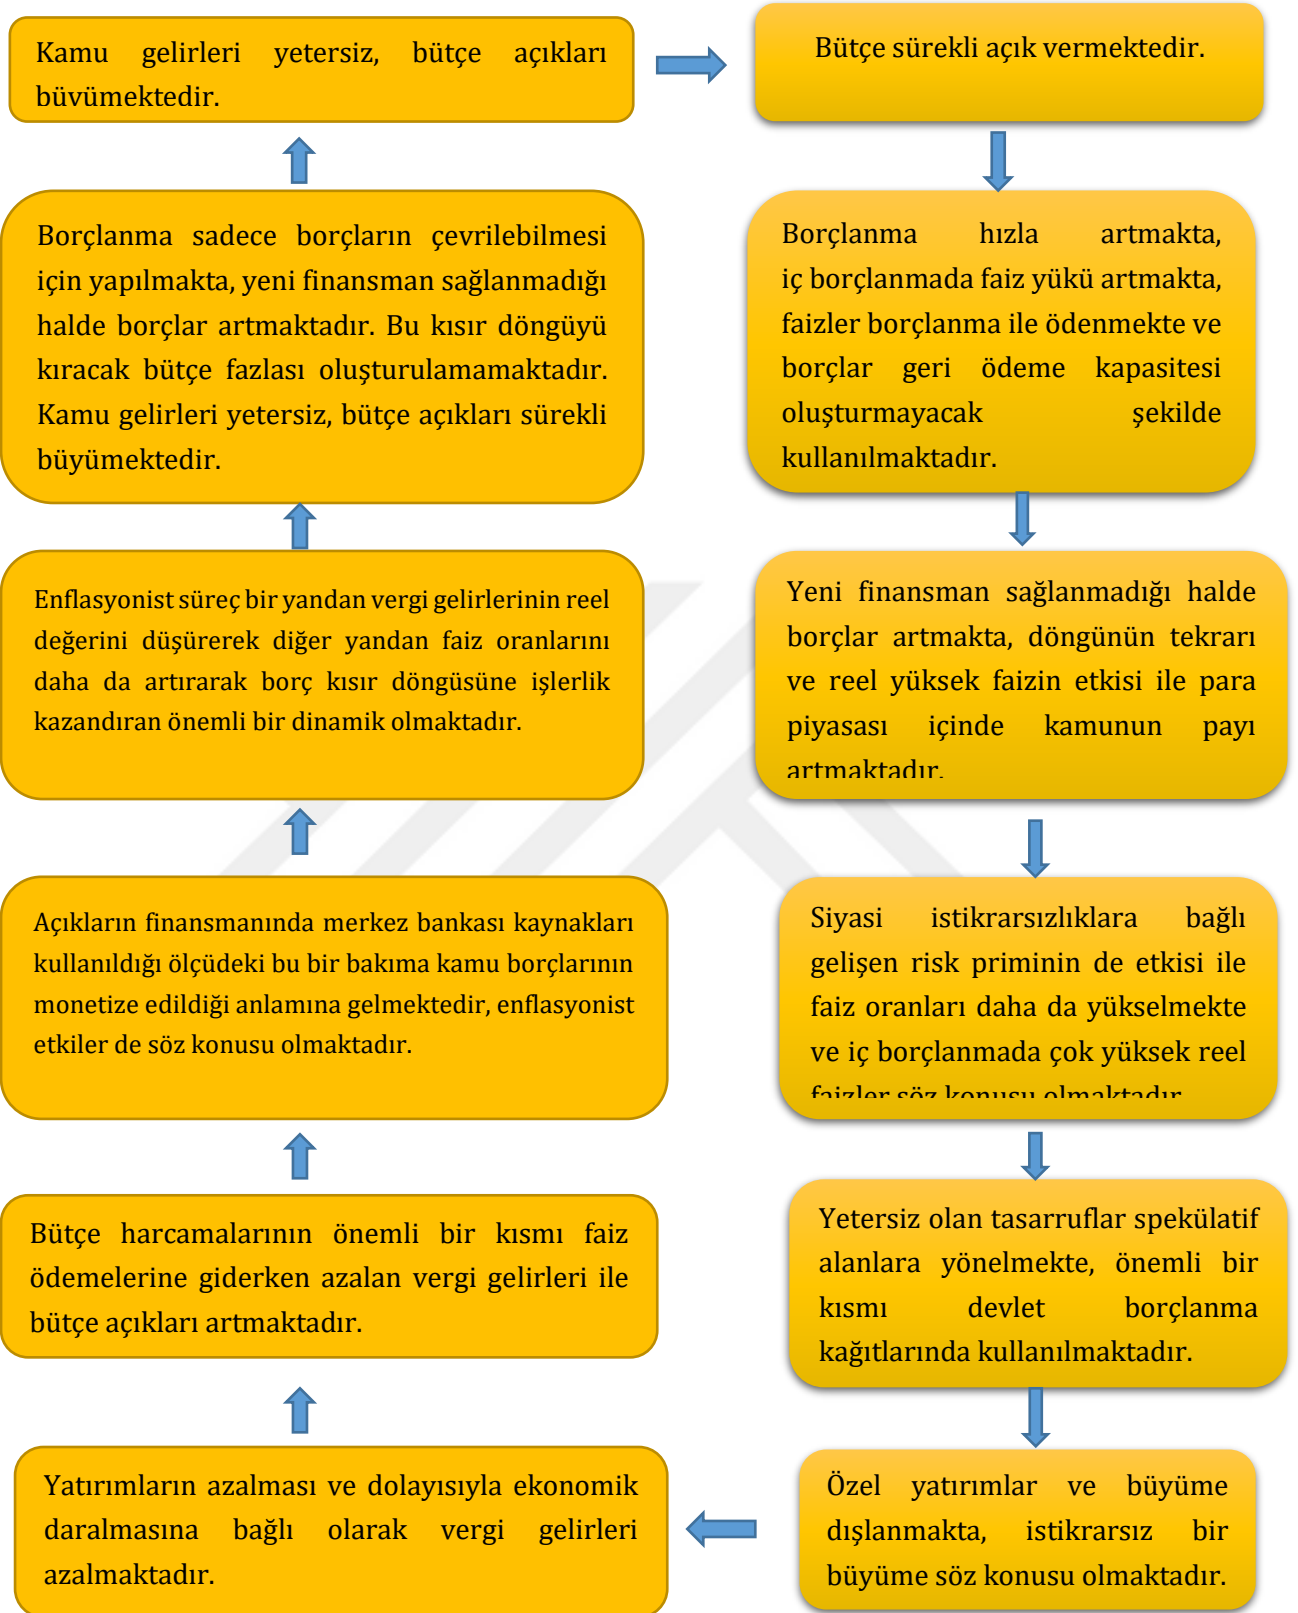 Kamu gelirleri yetersiz, bütçe açıkları
büvümektedir.
Bütçe sürekli açık vermektedir.
Borçlanma hızla artmakta,
iç borçlanmada faiz yükü artmakta,
faizler borçlanma ile ödenmekte ve
borçlar geri ödeme kapasitesi
oluşturmayacak şekilde
kullanılmaktadır.
Yeni finansman sağlanmadığı halde
borçlar artmakta, döngünün tekrarı
ve reel yüksek faizin etkisi ile para
piyasası içinde kamunun payı
artmaktadır.
Siyasi istikrarsızlıklara bağlı
gelişen risk priminin de etkisi ile
faiz oranları daha da yükselmekte
ve iç borçlanmada çok yüksek reel
faizler söz konusu olmaktadır
Yetersiz olan tasarruflar spekülatif
alanlara yönelmekte, önemli bir
kısmı devlet borçlanma
kağıtlarında kullanılmaktadır.
Özel yatırımlar ve büyüme
dışlanmakta, istikrarsız bir
büyüme söz konusu olmaktadır.
Yatırımların azalması ve dolayısıyla ekonomik
daralmasına bağlı olarak vergi gelirleri
azalmaktadır.
Bütçe harcamalarının önemli bir kısmı faiz
ödemelerine giderken azalan vergi gelirleri ile
bütçe açıkları artmaktadır.
Açıkların finansmanında merkez bankası kaynakları
kullanıldığı ölçüdeki bu bir bakıma kamu borçlarının
monetize edildiği anlamına gelmektedir, enflasyonist
etkiler de söz konusu olmaktadır.
Enflasyonist süreç bir yandan vergi gelirlerinin reel
değerini düşürerek diğer yandan faiz oranlarını
daha da artırarak borç kısır döngüsüne işlerlik
kazandıran önemli bir dinamik olmaktadır.
Borçlanma sadece borçların çevrilebilmesi
için yapılmakta, yeni finansman sağlanmadığı
halde borçlar artmaktadır. Bu kısır döngüyü
kıracak bütçe fazlası oluşturulamamaktadır.
Kamu gelirleri yetersiz, bütçe açıkları sürekli
büyümektedir.